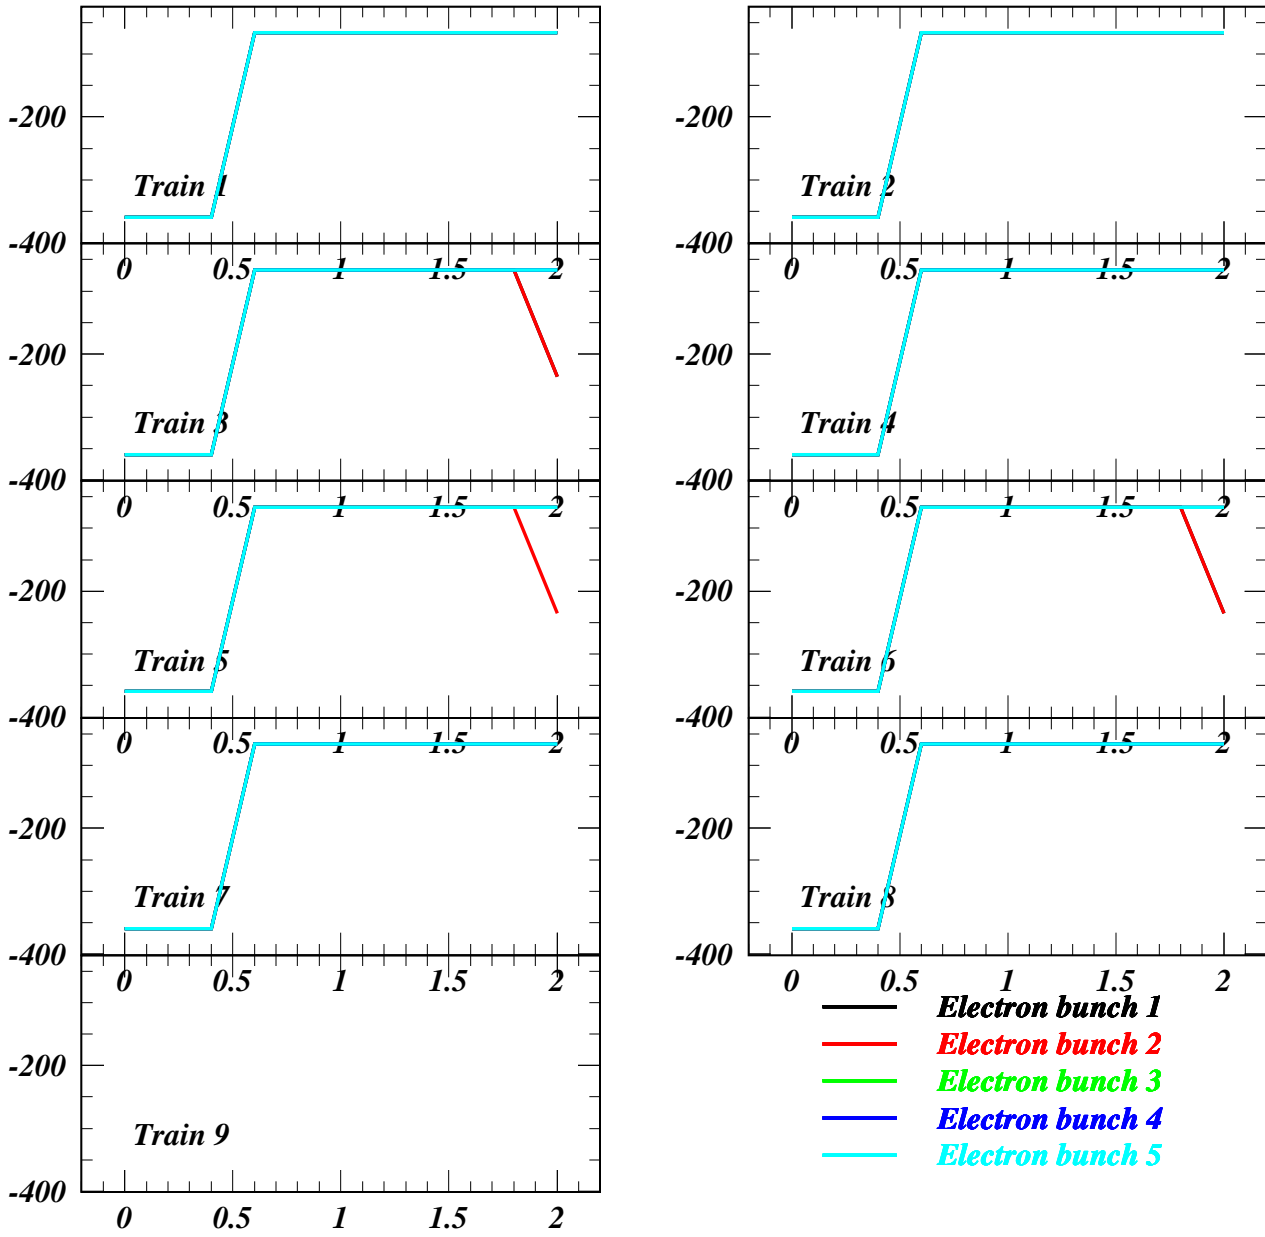 -200 -200
Train 1 Train 2
-400 -400
0 0.5 1 1.5 2 0 0.5 1 1.5 2
-200 -200
Train 3 Train 4
-400 -400
0 0.5 1 1.5 2 0 0.5 1 1.5 2
-200 -200
Train 5 Train 6
-400 -400
0 0.5 1 1.5 2 0 0.5 1 1.5 2
-200 -200
Train 7 Train 8
-400 -400
0 0.5 1 1.5 2 0 0.5 1 1.5 2
Electron bunch 1
Electron bunch 2
-200
Electron bunch 3
Electron bunch 4
Train 9
Electron bunch 5
-400
0 0.5 1 1.5 2